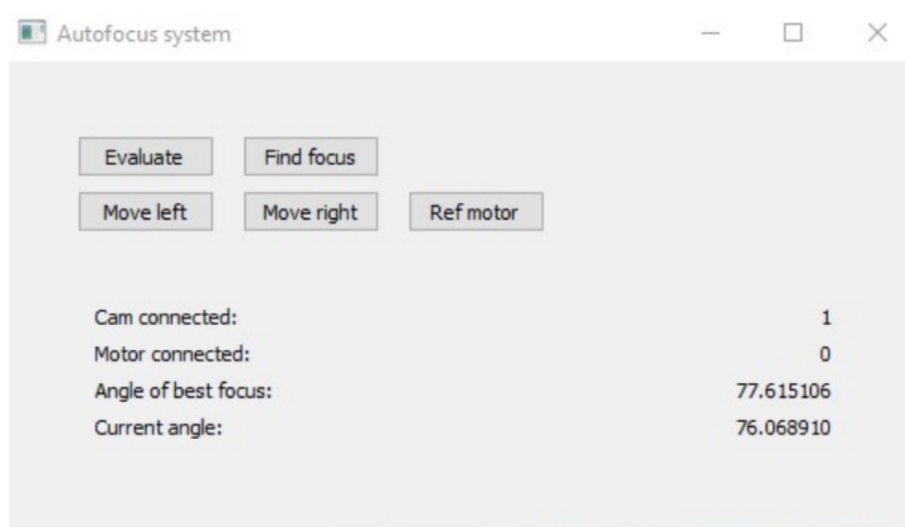 Autofocus system
Evaluate Find focus
Move left Move right Ref motor
Cam connected: 1
Motor connected: 0
Angle of best focus: 77.615106
Current angle: 76.068910